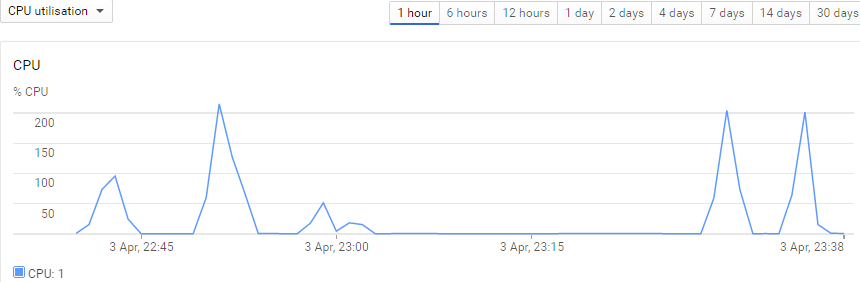 CPU utilisation
1 hour 6 hours 12 hours 1 day 2 days 4 days 7 days 14 days 30 days
CPU
% CPU
200
150
100
50
3 Apr, 22:45 3 Apr, 23:00 3 Apr, 23:15 3 Apr, 23:38
CPU: 1